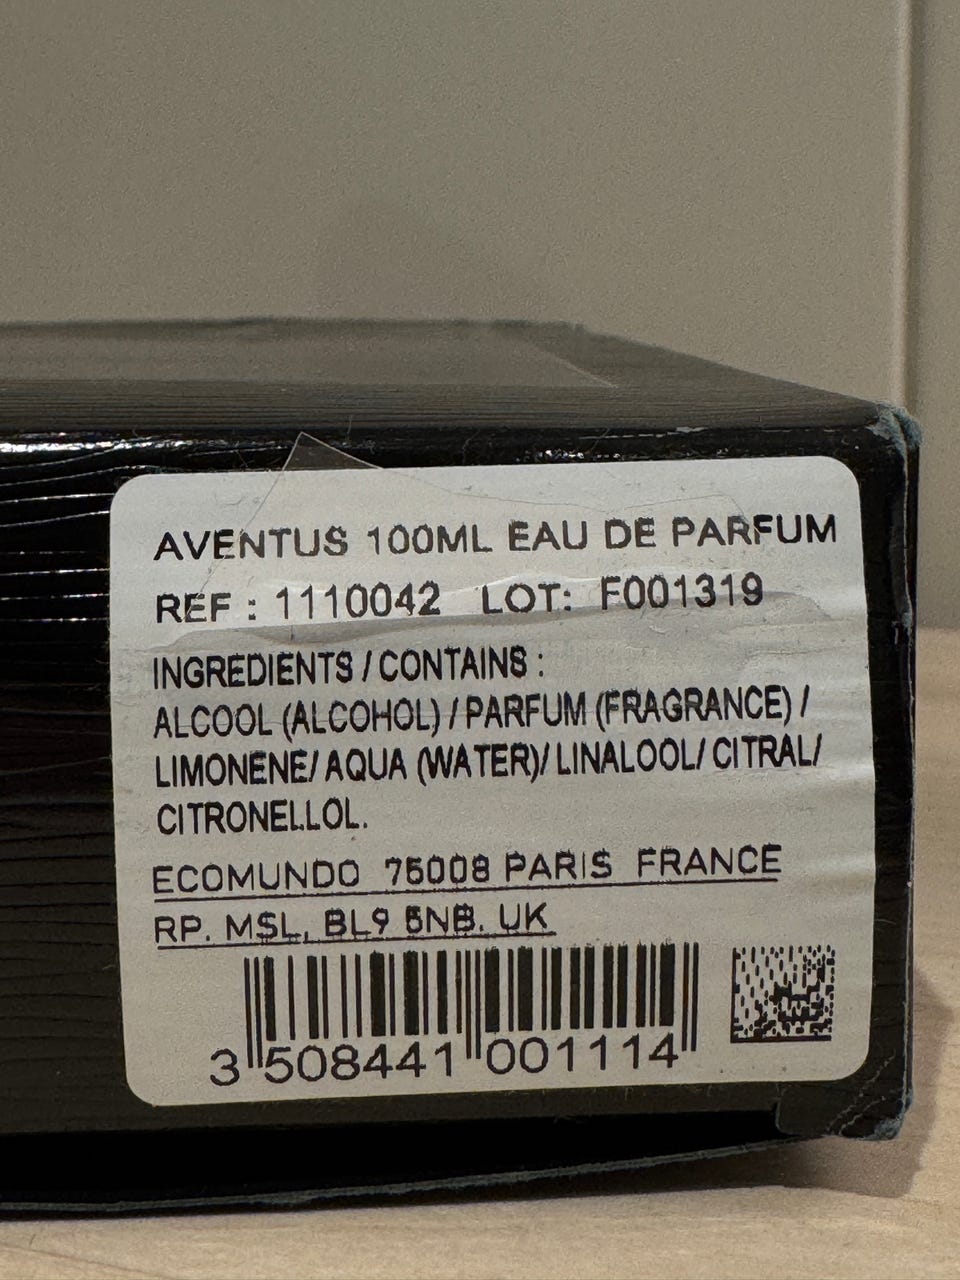 AVENTUS 100ML EAU DE PARFUM
REF : 1110042 LOT: F001319
INGREDIENTS / CONTAINS :
ALCOOL (ALCOHOL) / PARFUM (FRAGRANCE) /
LIMONENE/ AQUA (WATER)/ LINALOOL/ CITRAL/
CITRONELLOL.
ECOMUNDO 75008 PARIS FRANCE
RP. MSL, BL9 5NB. UK
3 508441 001114